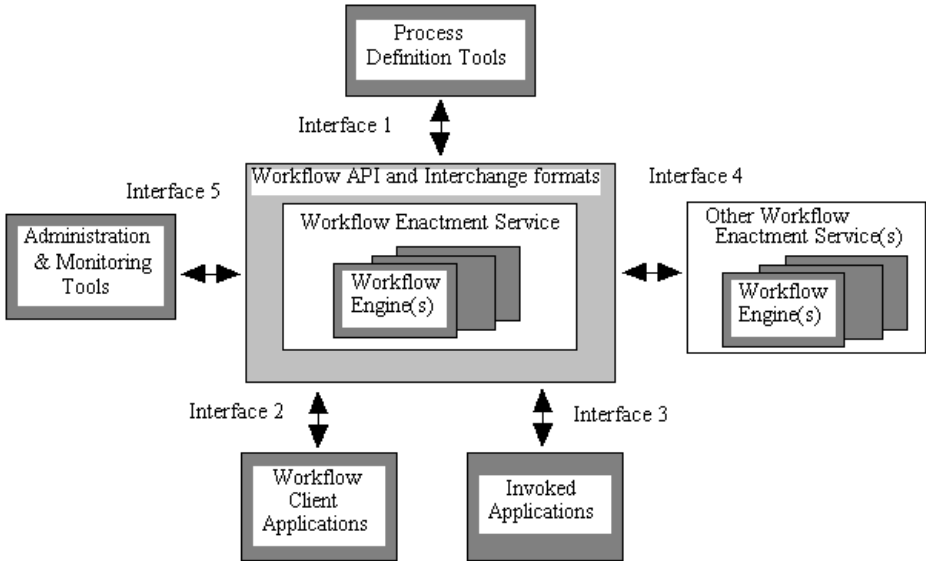 Process
Definition Tools
Interface 1
Workflow API and Interchange formats
Interface 5
Interface 4
Workflow Enactment Service
Workflow
Engine(s)
Administration
& Monitoring
Tools
Other Workflow
Enactment Service(s)
Workflow
Engine(s)
Interface 2
Interface 3
Workflow
Client
Applications
Invoked
Applications